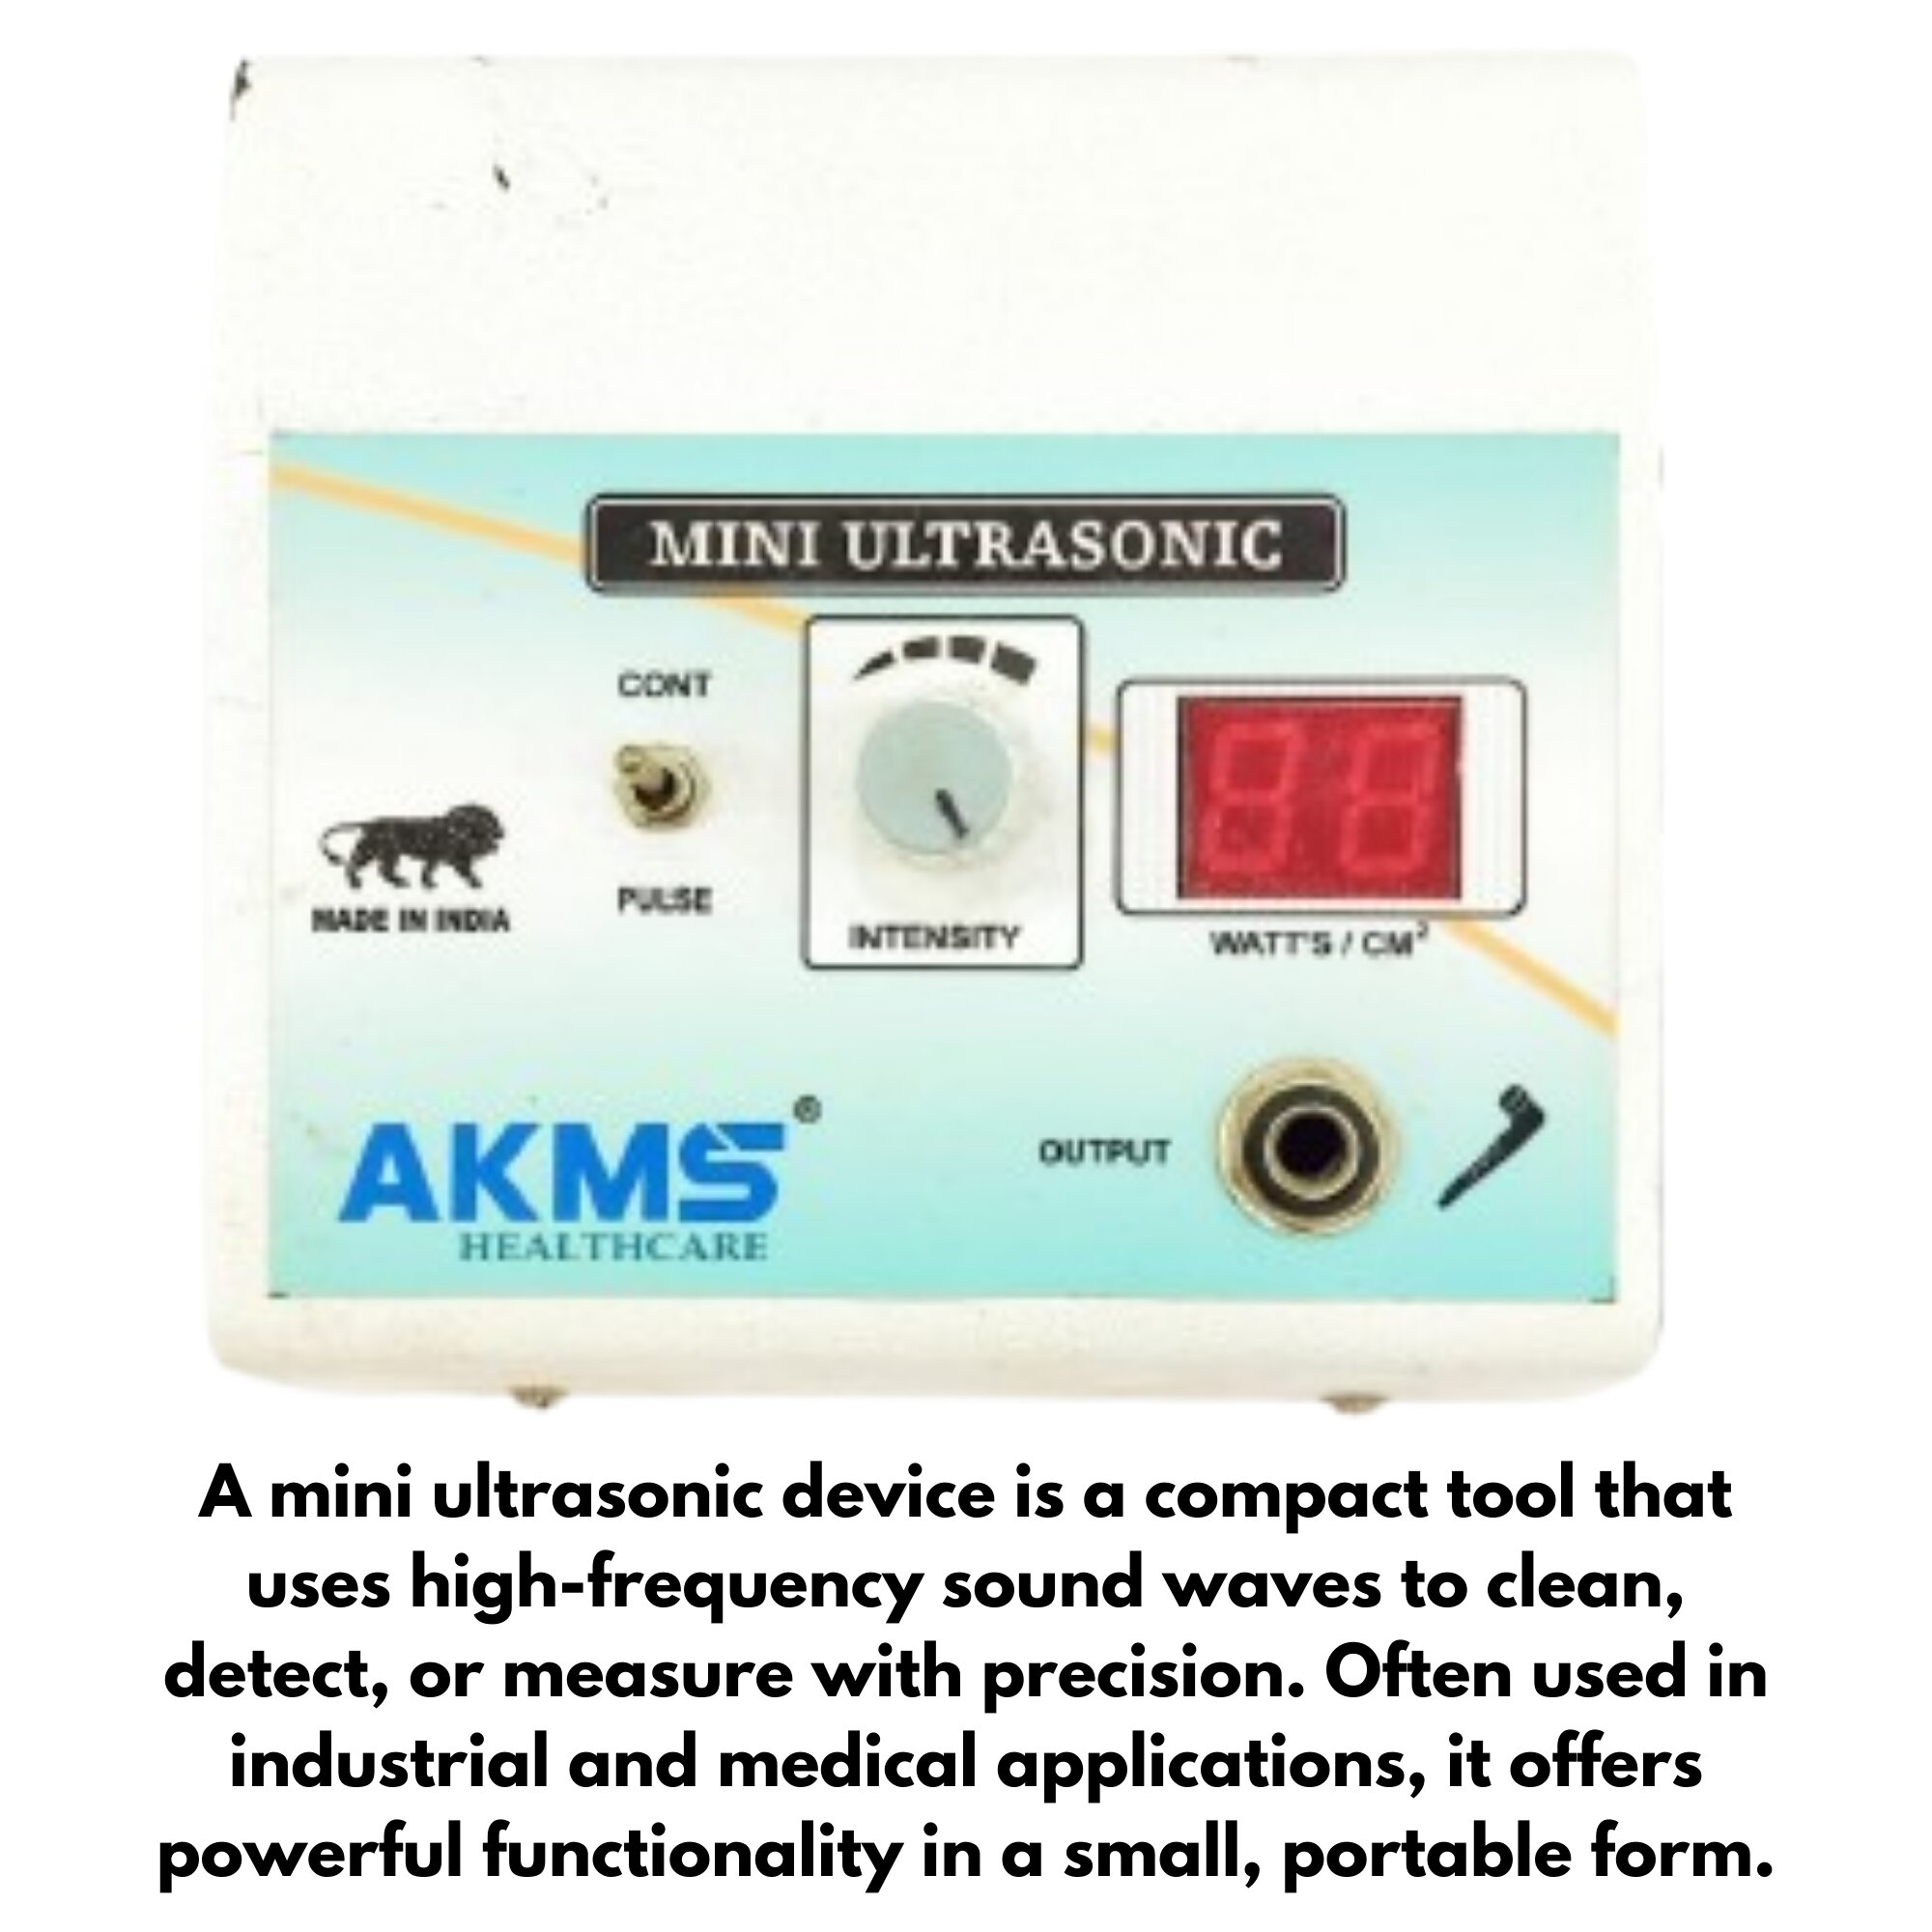 MINI ULTRASONIC
CONT
PULSE
INTENSITY
WATT'S / CM²
MADE IN INDIA
OUTPUT
AKMS®
HEALTHCARE
A mini ultrasonic device is a compact tool that
uses high-frequency sound waves to clean,
detect, or measure with precision. Often used in
industrial and medical applications, it offers
powerful functionality in a small, portable form.